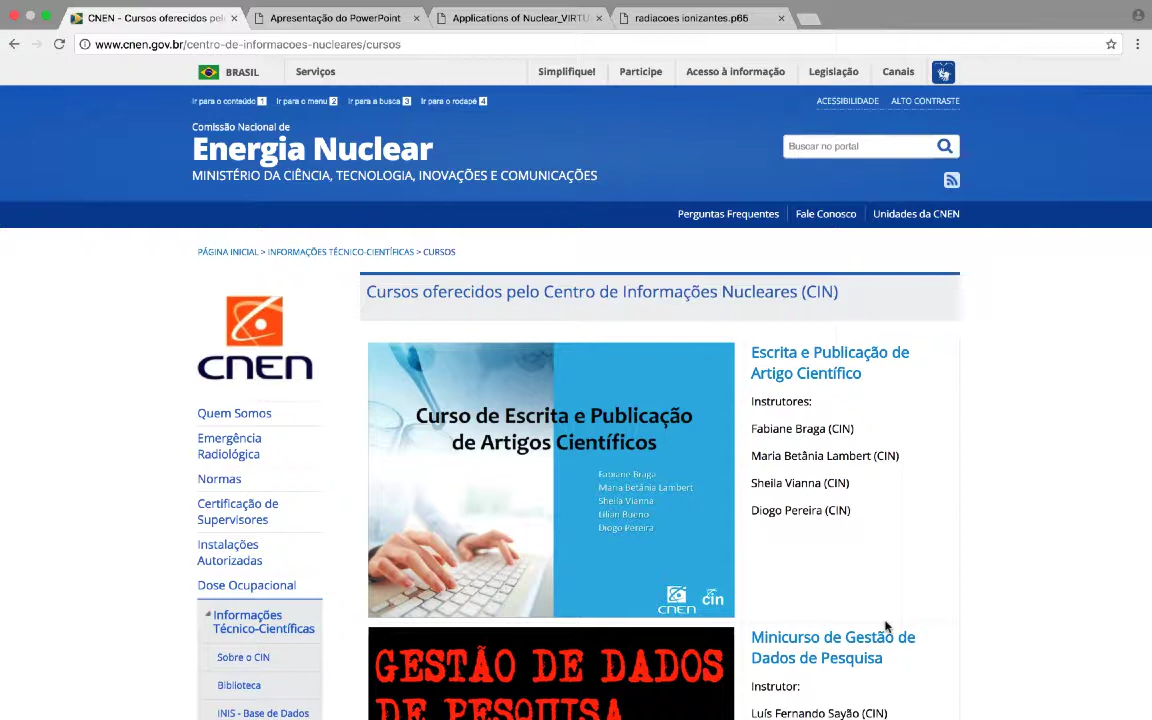 CNEN - Cursos oferecidos pel
Apresentação do PowerPoint
Applications of Nuclear_VIRTU
radiacoes ionizantes.p65
www.cnen.gov.br/centro-de-informacoes-nucleares/cursos
BRASIL
Serviços
Simplifique!
Participe
Acesso à informação
Legislação
Canais
Ir para o conteúdo 1
Ir para o menu 2
Ir para a busca 3
Ir para o rodapé 4
ACESSIBILIDADE
ALTO CONTRASTE
Comissão Nacional de
Energia Nuclear
MINISTÉRIO DA CIÊNCIA, TECNOLOGIA, INOVAÇÕES E COMUNICAÇÕES
Buscar no portal
Perguntas Frequentes
Fale Conosco
Unidades da CNEN
PÁGINA INICIAL > INFORMAÇÕES TÉCNICO-CIENTÍFICAS > CURSOS
CNEN
Quem Somos
Emergência
Radiológica
Normas
Certificação de
Supervisores
Instalações
Autorizadas
Dose Ocupacional
Informações
Técnico-Científicas
Sobre o CIN
Biblioteca
INIS - Base de Dados
Cursos oferecidos pelo Centro de Informações Nucleares (CIN)
Curso de Escrita e Publicação
de Artigos Científicos
Fabiane Braga
Maria Betânia Lambert
Sheila Vianna
Lilian Bueno
Diogo Pereira
CNEN
cin
Escrita e Publicação de
Artigo Científico
Instrutores:
Fabiane Braga (CIN)
Maria Betânia Lambert (CIN)
Sheila Vianna (CIN)
Diogo Pereira (CIN)
GESTÃO DE DADOS
DE PESQUISA
Minicurso de Gestão de
Dados de Pesquisa
Instrutor:
Luís Fernando Sayão (CIN)